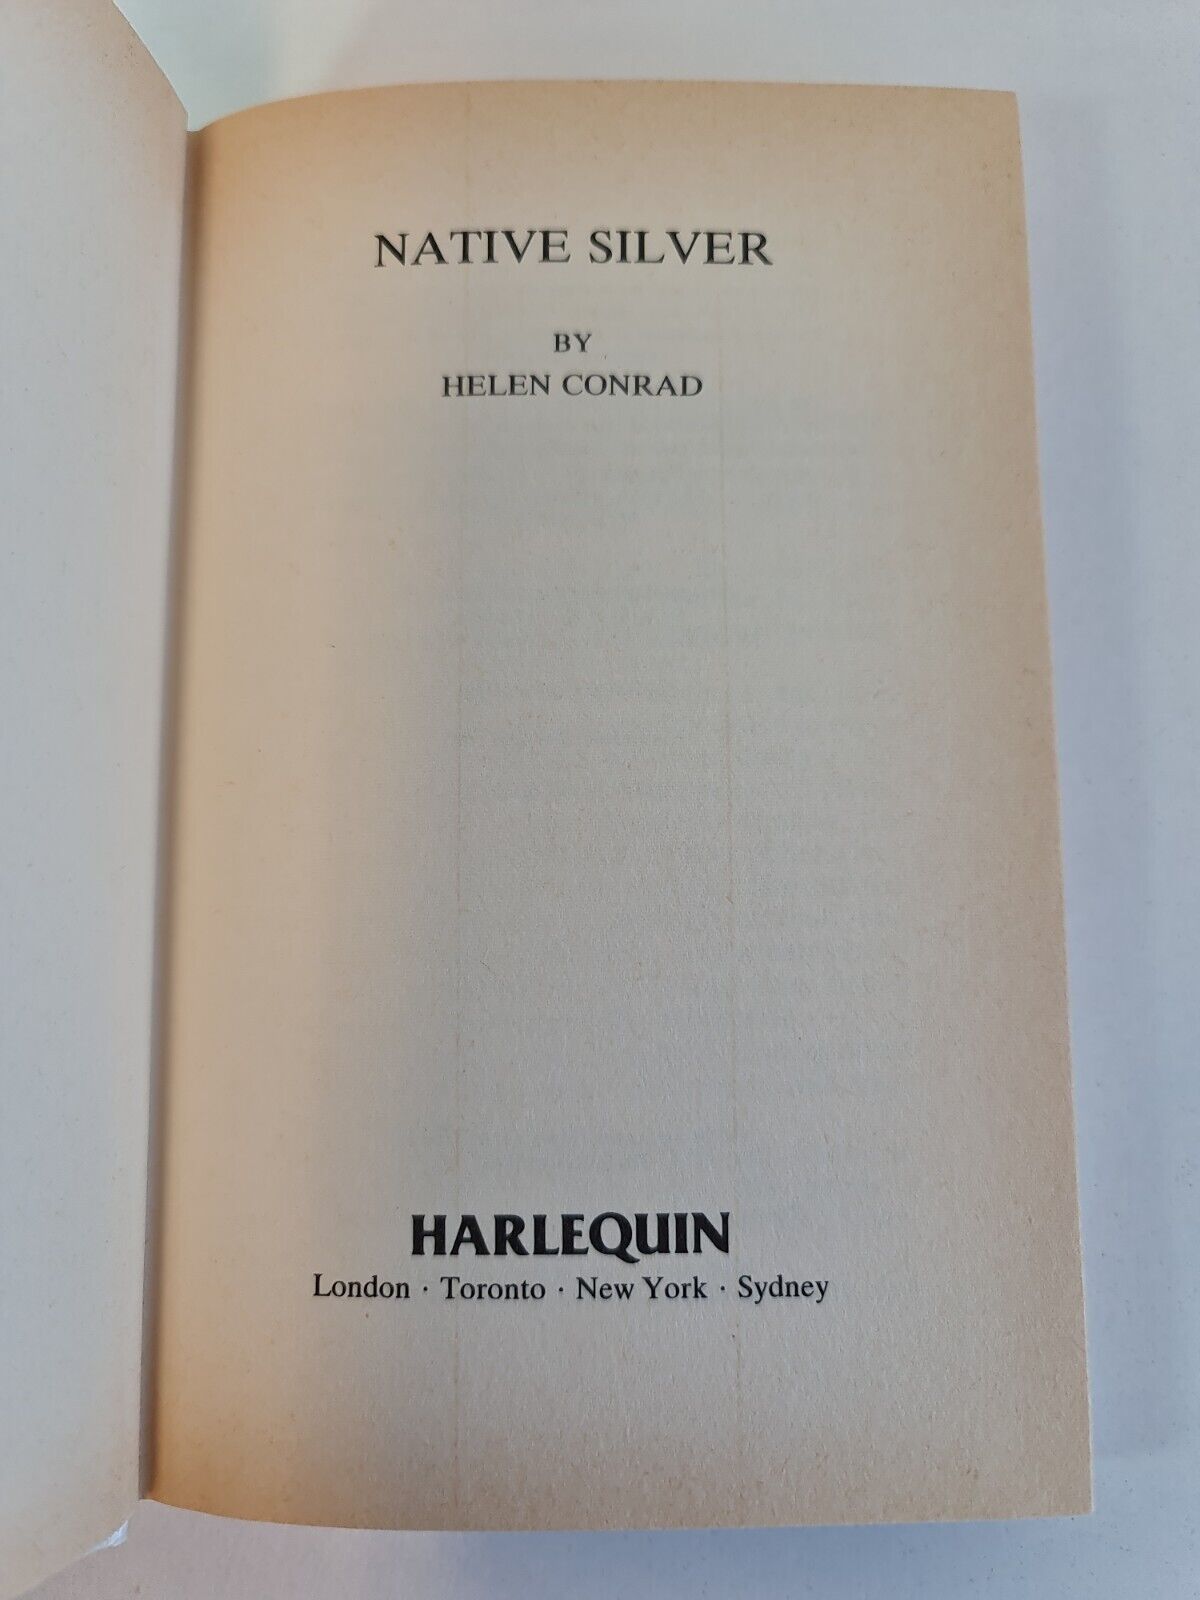 NATIVE SILVER
BY
HELEN CONRAD
HARLEQUIN
London · Toronto · New York · Sydney